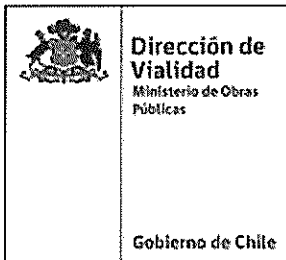 Dirección de
Vialidad
Ministerio de Obras
Públicas
Gobierno de Chile